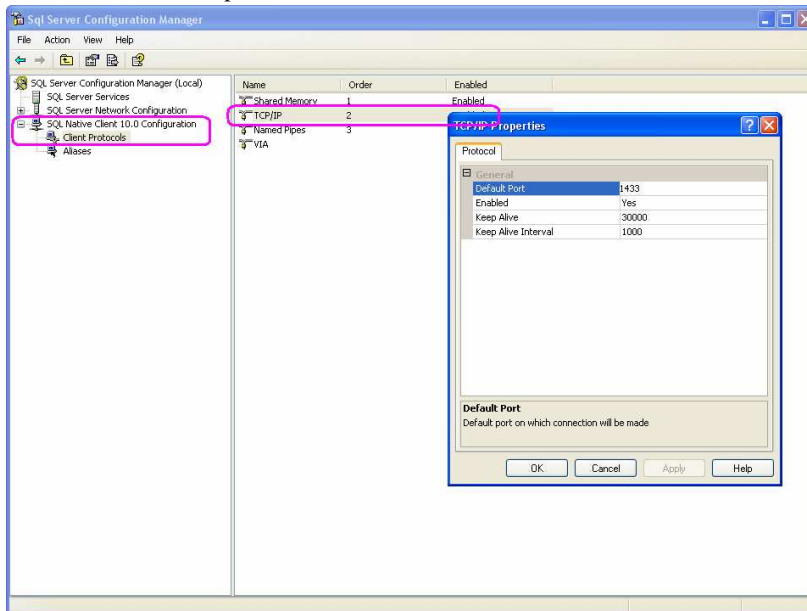 Sql Server Configuration Manager
File Action View Help
SQL Server Configuration Manager (Local)
SQL Server Services
SQL Server Network Configuration
SQL Native Client 10.0 Configuration
Client Protocols
Aliases
Name Order Enabled
Shared Memory 1 Enabled
TCP/IP 2
Named Pipes 3
VIA
TCP/IP Properties
Protocol
General
Default Port 1433
Enabled Yes
Keep Alive 30000
Keep Alive Interval 1000
Default Port
Default port on which connection will be made
OK Cancel Apply Help